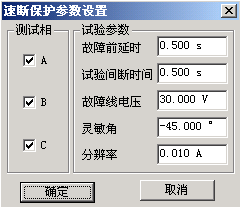 速断保护参数设置
测试相
A
B
C
试验参数
故障前延时 0.500 s
试验间断时间 0.500 s
故障线电压 30.000 V
灵敏角 -45.000 °
分辨率 0.010 A
确定
取消